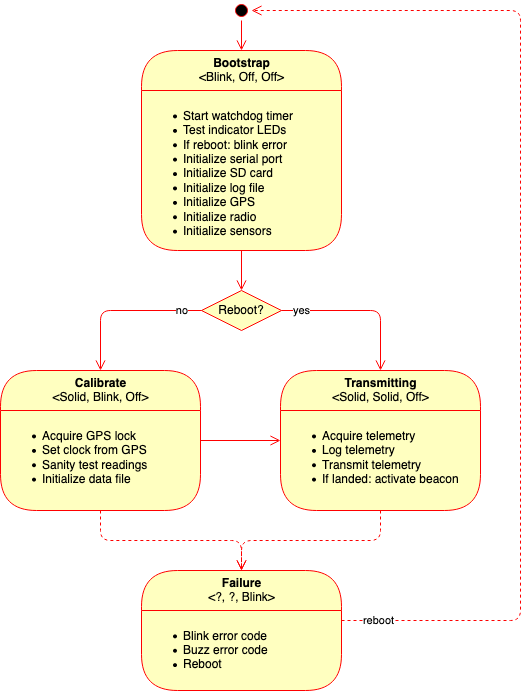 Bootstrap
<Blink, Off, Off>
• Start watchdog timer
• Test indicator LEDs
• If reboot: blink error
• Initialize serial port
• Initialize SD card
• Initialize log file
• Initialize GPS
• Initialize radio
• Initialize sensors
no
Reboot?
yes
Calibrate
<Solid, Blink, Off>
• Acquire GPS lock
• Set clock from GPS
• Sanity test readings
• Initialize data file
Transmitting
<Solid, Solid, Off>
• Acquire telemetry
• Log telemetry
• Transmit telemetry
• If landed: activate beacon
Failure
<?, ?, Blink>
• Blink error code
• Buzz error code
• Reboot
reboot